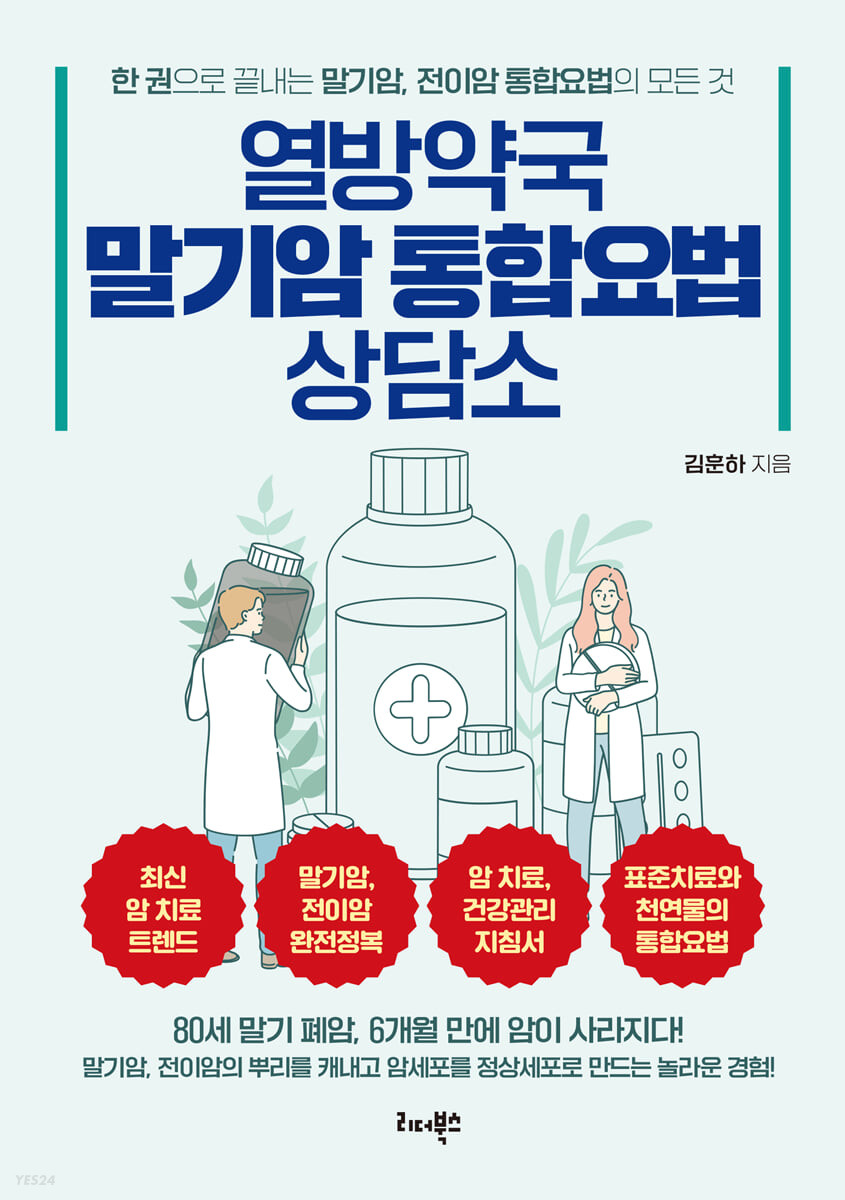 한 권으로 끝내는 말기암, 전이암 통합요법의 모든 것
열방약국
말기암 통합요법
상담소
김훈하 지음
최신
암 치료
트렌드
말기암,
전이암
완전정복
암 치료,
건강관리
지침서
표준치료와
천연물의
통합요법
80세 말기 폐암, 6개월 만에 암이 사라지다!
말기암, 전이암의 뿌리를 캐내고 암세포를 정상세포로 만드는 놀라운 경험!
리더북스
YES24